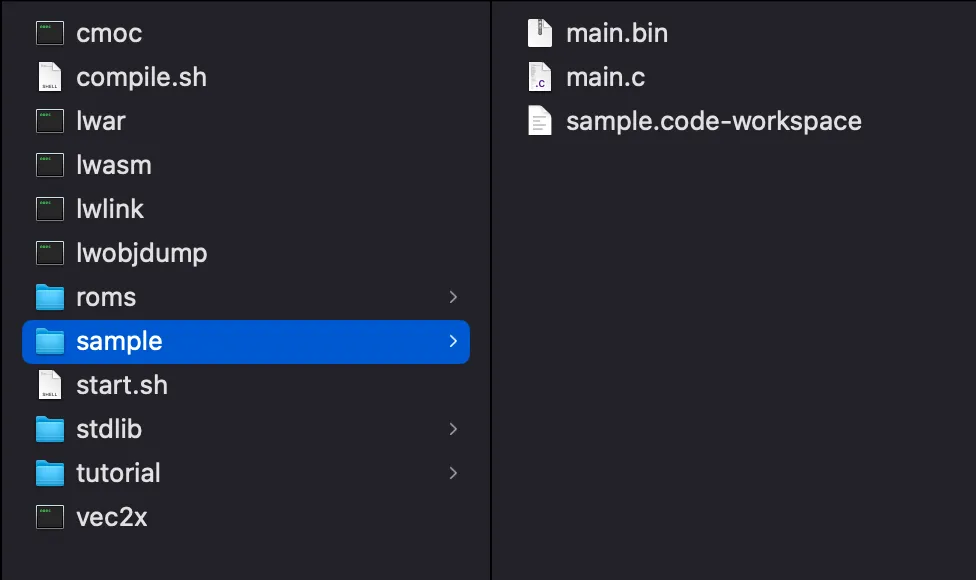 cmoc
compile.sh
lwar
lwasm
lwlink
lwobjdump
roms
sample
start.sh
stdlib
tutorial
vec2x
main.bin
main.c
sample.code-workspace